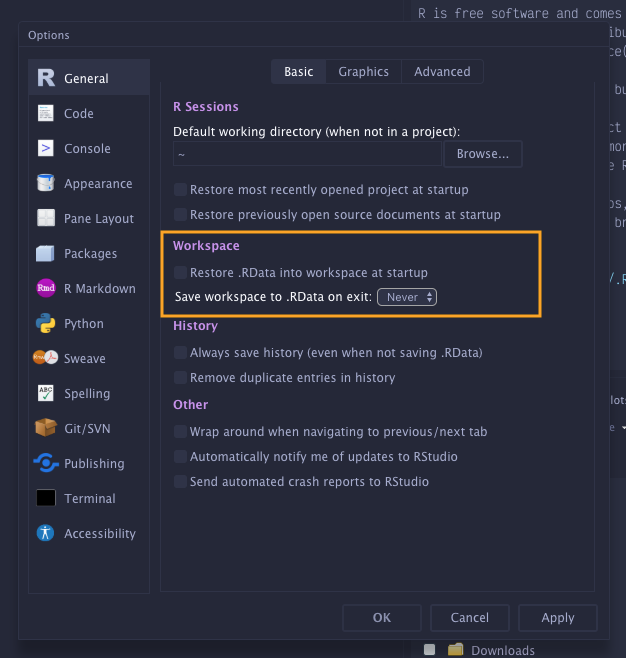 R is free software and comes
Options
General
Code
Console
Appearance
Pane Layout
Packages
Rmd
R Markdown
Python
Sweave
ABC
Spelling
Git/SVN
Publishing
Terminal
Accessibility
Basic Graphics Advanced
R Sessions
Default working directory (when not in a project):
~ Browse...
Restore most recently opened project at startup
Restore previously open source documents at startup
Workspace
Restore .RData into workspace at startup
Save workspace to .RData on exit: Never
History
Always save history (even when not saving .RData)
Remove duplicate entries in history
Other
Wrap around when navigating to previous/next tab
Automatically notify me of updates to RStudio
Send automated crash reports to RStudio
OK Cancel Apply
Downloads